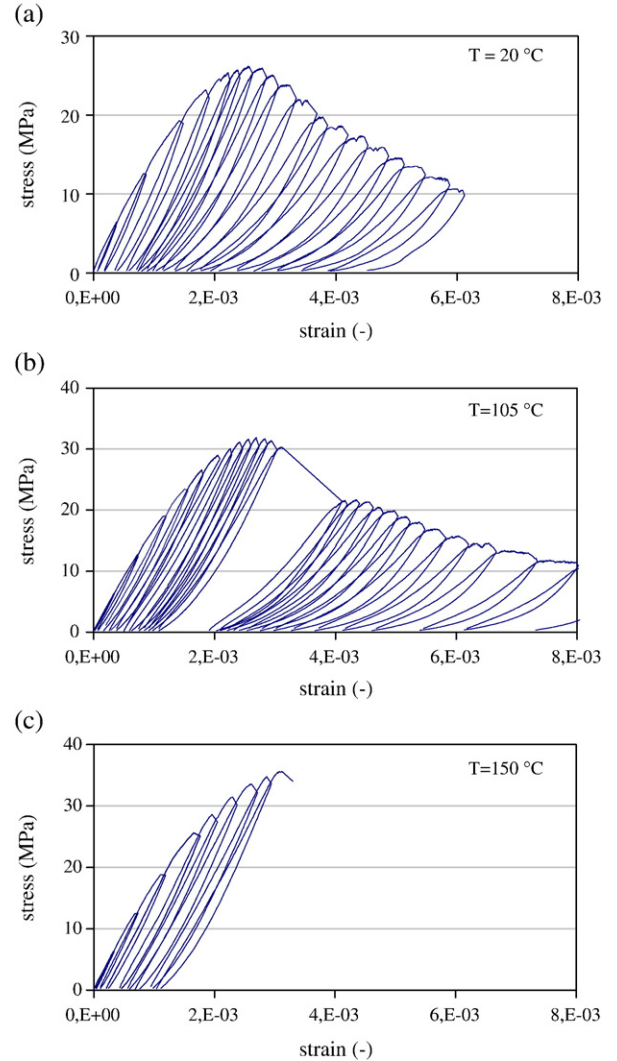 (a)
30
T = 20 °C
20
stress (MPa)
10
0
0,E+00 2,E-03 4,E-03 6,E-03 8,E-03
strain (-)
(b)
40
T=105 °C
30
stress (MPa)
20
10
0
0,E+00 2,E-03 4,E-03 6,E-03 8,E-03
strain (-)
(c)
40
T=150 °C
30
stress (MPa)
20
10
0
0,E+00 2,E-03 4,E-03 6,E-03 8,E-03
strain (-)